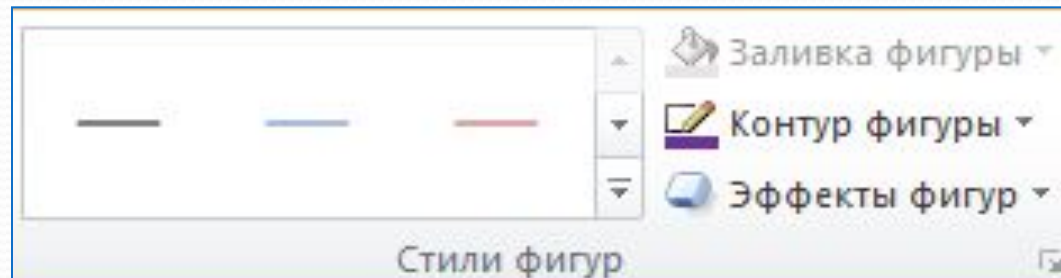 Заливка фигуры
Контур фигуры
Эффекты фигур
Стили фигур